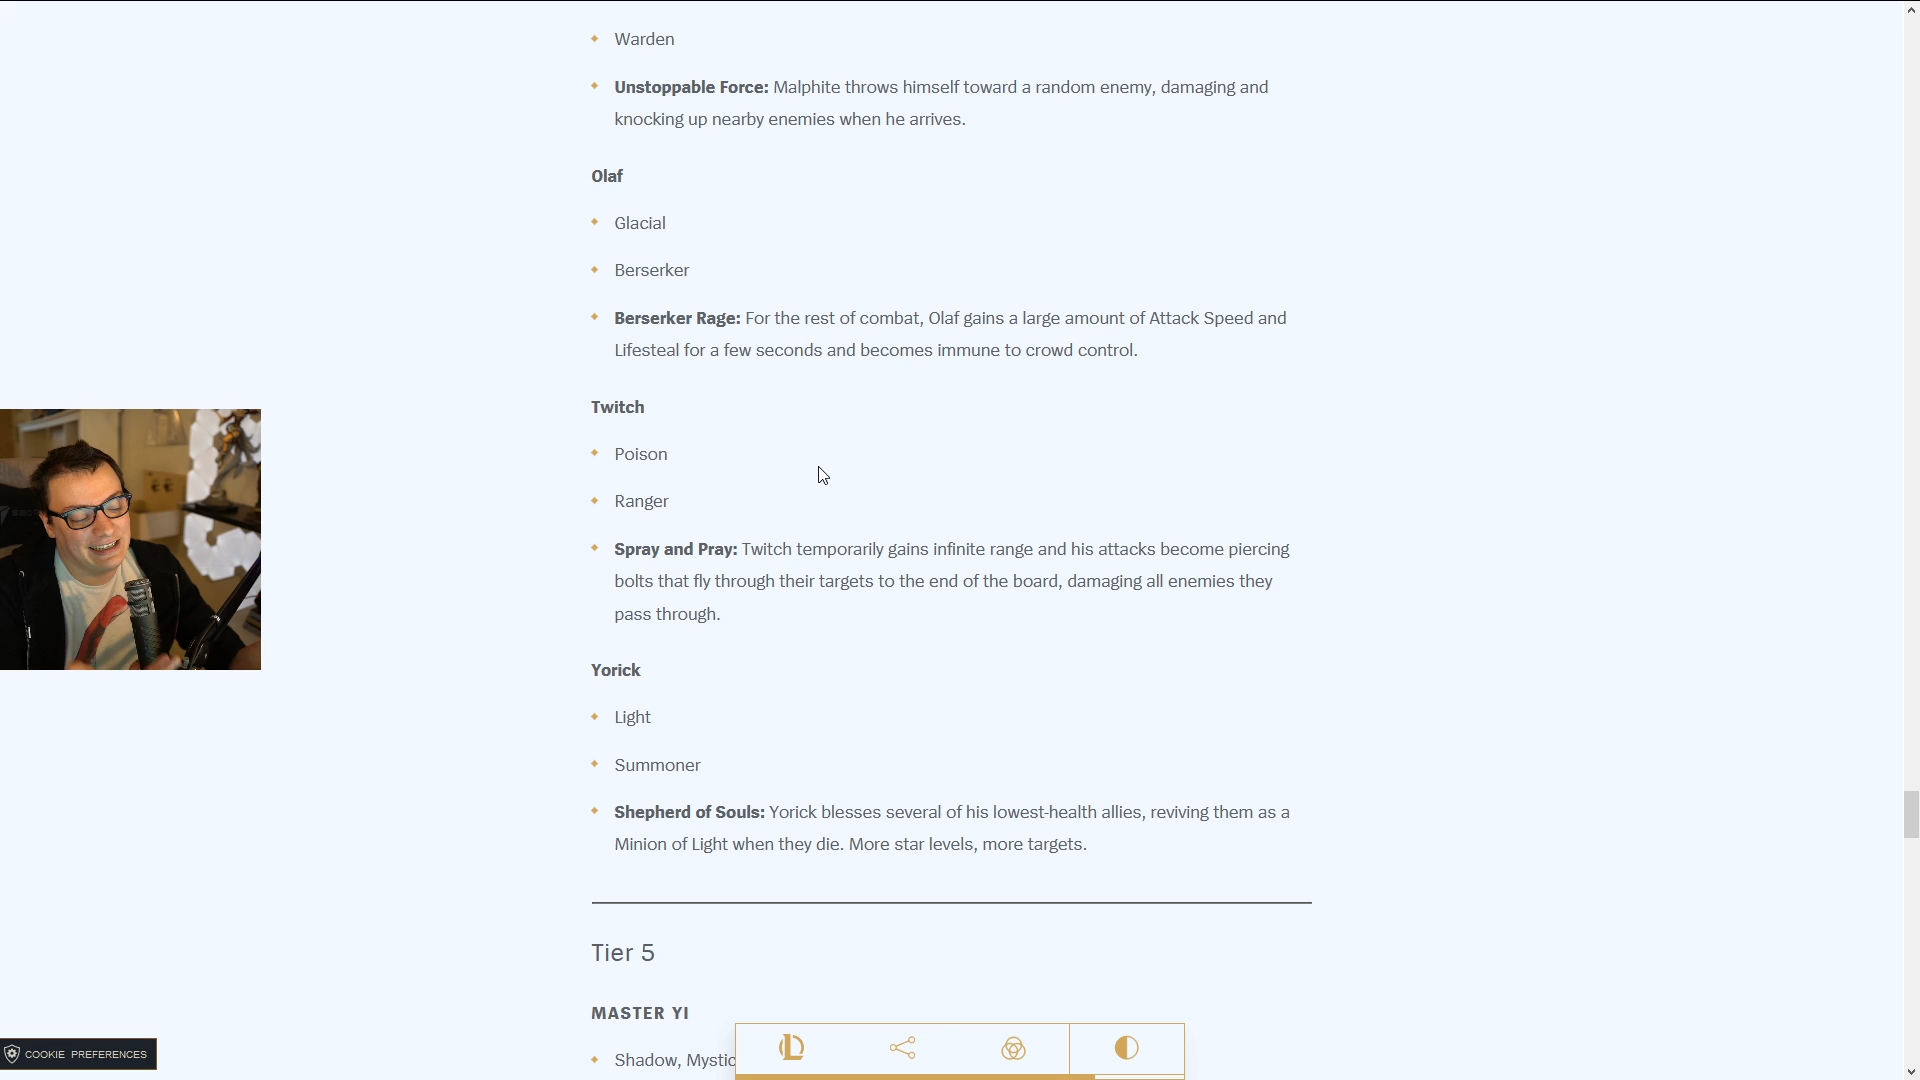 Warden
Unstoppable Force: Malphite throws himself toward a random enemy, damaging and
knocking up nearby enemies when he arrives.
Olaf
Glacial
Berserker
Berserker Rage: For the rest of combat, Olaf gains a large amount of Attack Speed and
Lifesteal for a few seconds and becomes immune to crowd control.
Twitch
Poison
Ranger
Spray and Pray: Twitch temporarily gains infinite range and his attacks become piercing
bolts that fly through their targets to the end of the board, damaging all enemies they
pass through.
Yorick
Light
Summoner
Shepherd of Souls: Yorick blesses several of his lowest-health allies, reviving them as a
Minion of Light when they die. More star levels, more targets.
Tier 5
MASTER YI
Shadow, Mystic
COOKIE PREFERENCES